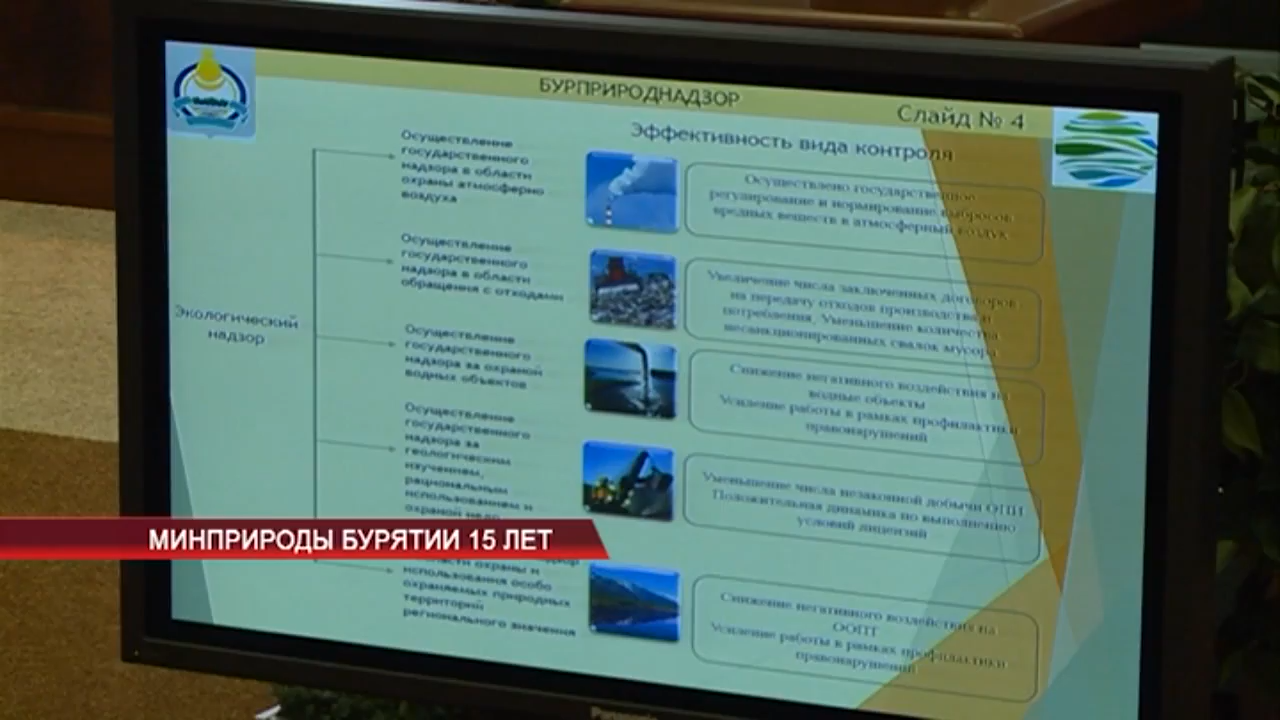 БУРПРИРОДНАДЗОР
Слайд № 4
Эффективность вида контроля
Экологический
надзор
Осуществление
государственного
надзора в области
охраны атмосферно
воздуха
Осуществлено государственное
регулирование и нормирование выбросов
вредных веществ в атмосферный воздух
Осуществление
государственного
надзора в области
обращения с отходами
Увеличение числа заключенных договоров
на передачу отходов производства и
потребления. Уменьшение количества
несанкционированных свалок мусора
Осуществление
государственного
надзора за охраной
водных объектов
Снижение негативного воздействия на
водные объекты
Усиление работы в рамках профилактики
правонарушений
Осуществление
государственного
надзора за
геологическим
изучением,
рациональным
использованием и
охраной недр
Уменьшение числа незаконной добычи ОПИ
Положительная динамика по выполнению
условий лицензий
области охраны и
использования особо
охраняемых природных
территорий
регионального значения
Снижение негативного воздействия на
ООПТ
Усиление работы в рамках профилактики
правонарушений
МИНПРИРОДЫ БУРЯТИИ 15 ЛЕТ